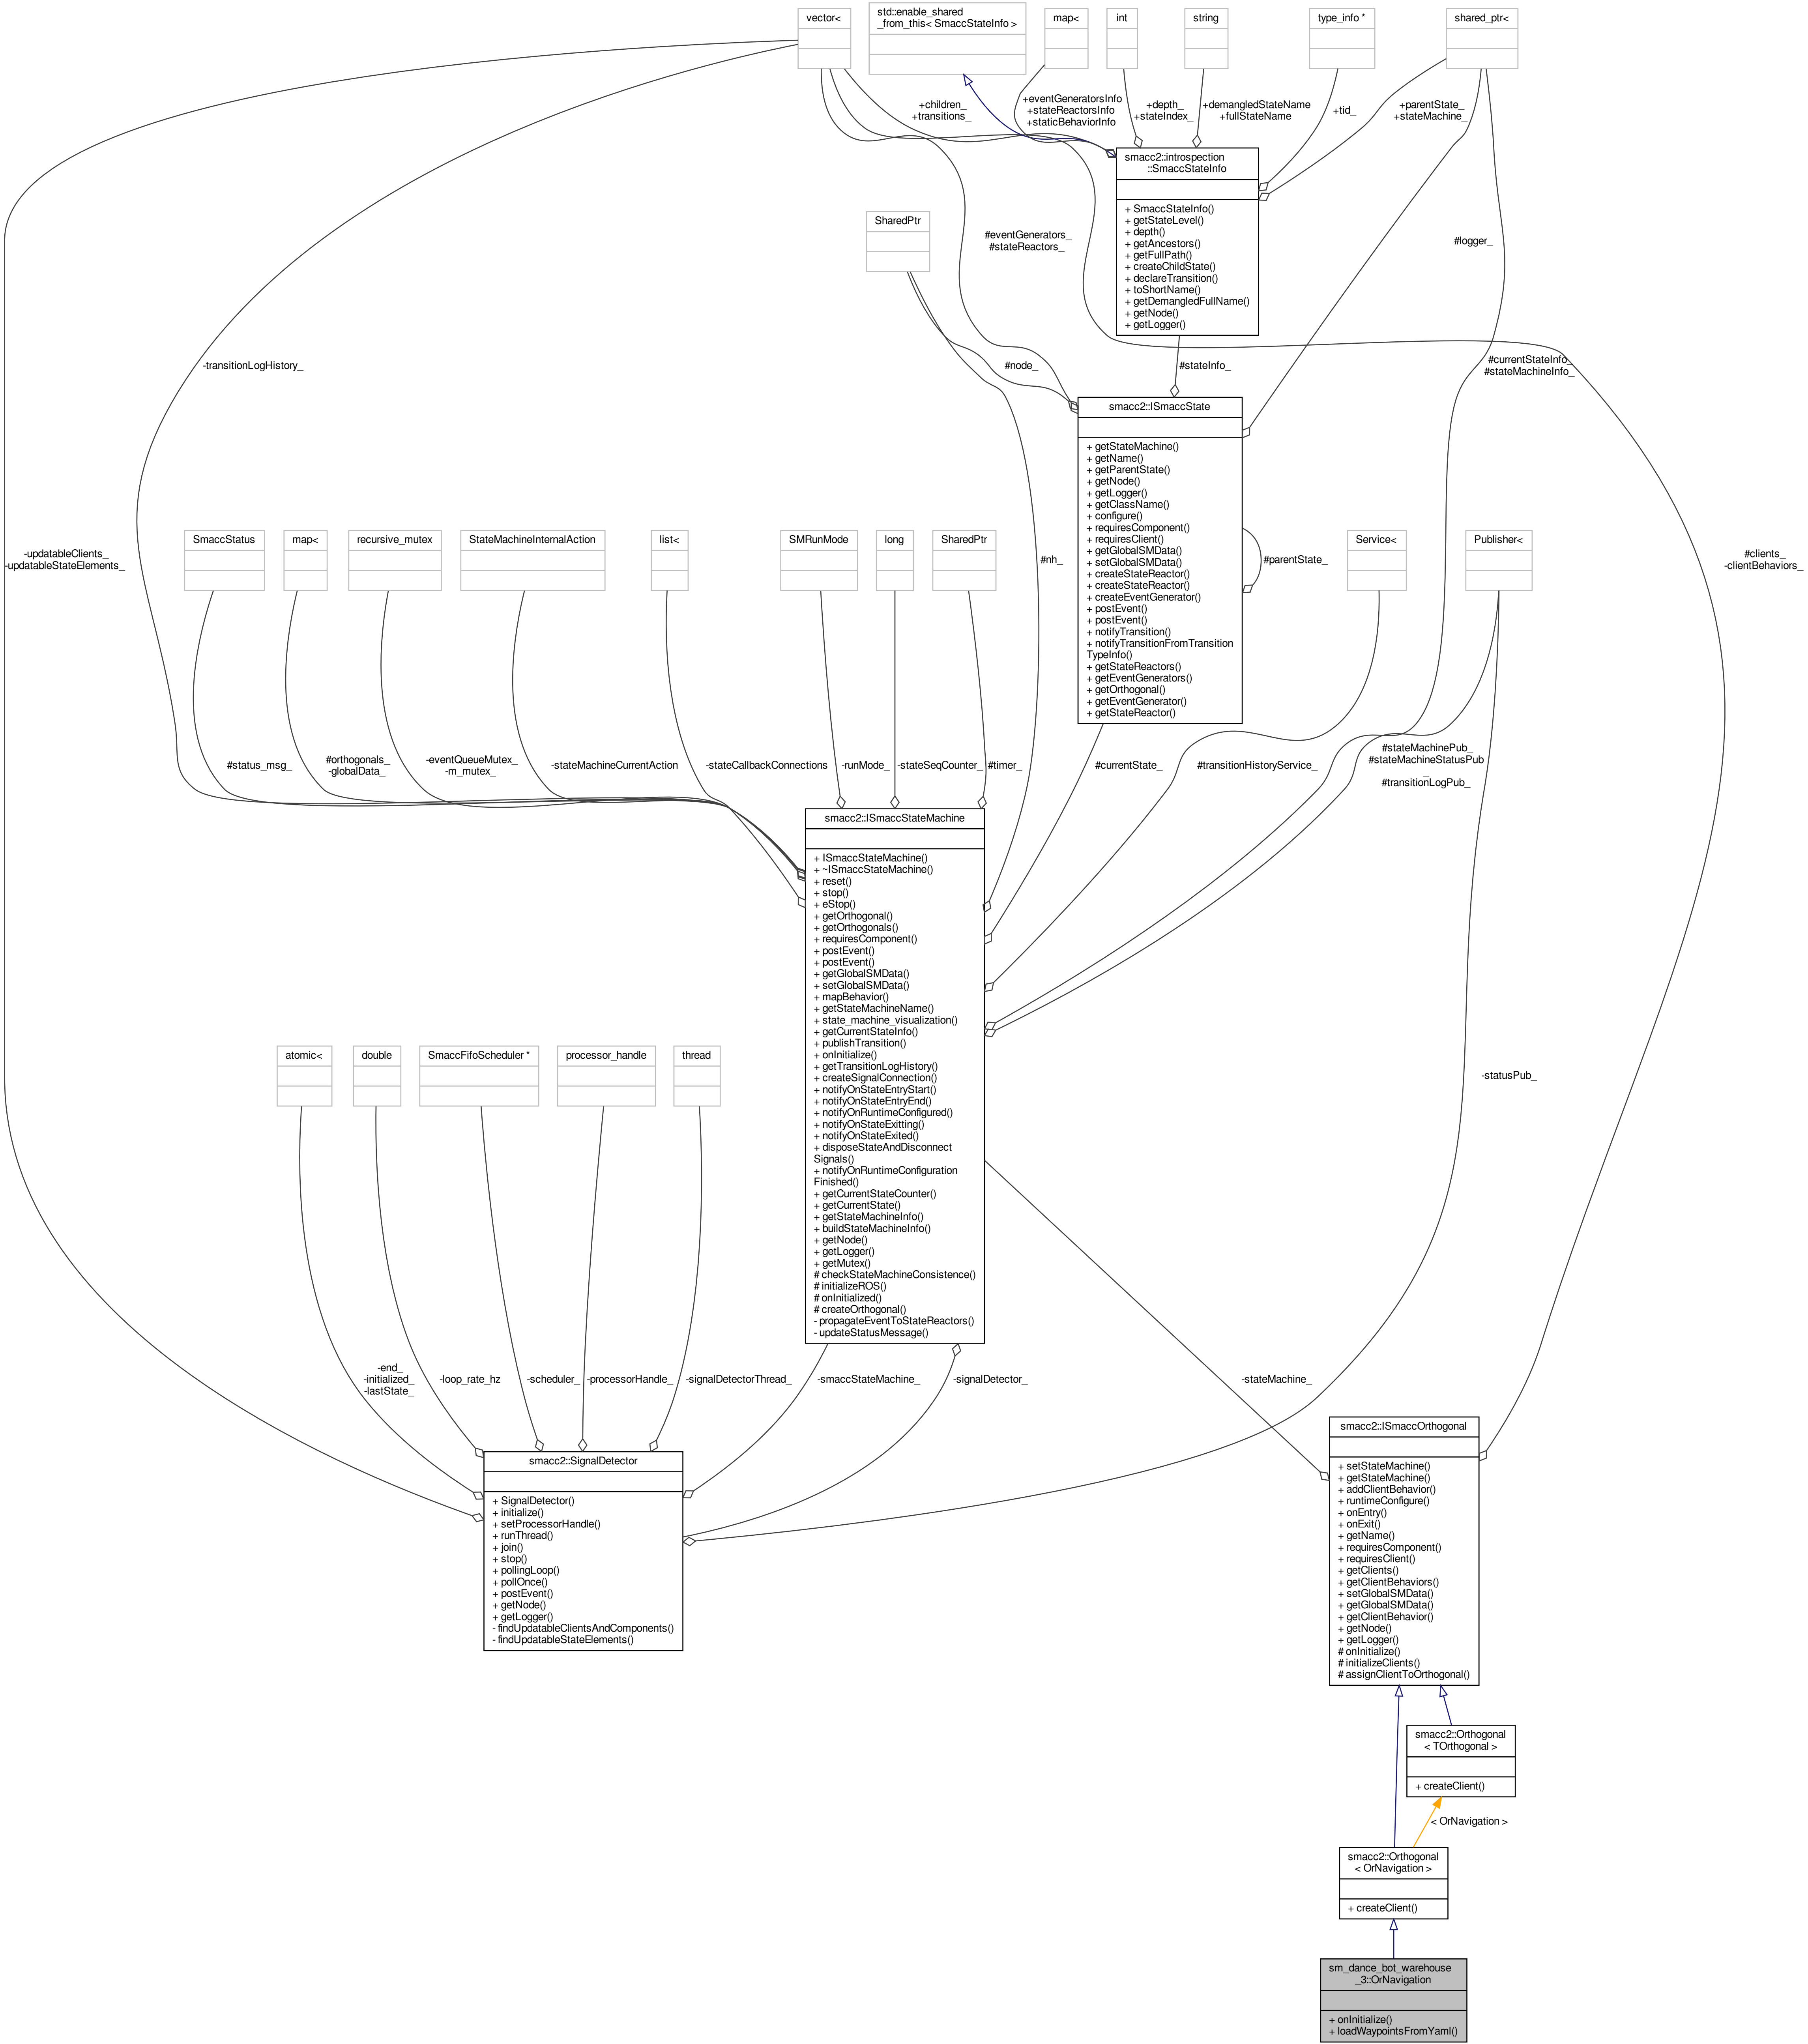 vector<
std::enable_shared
_from_this< SmaccStateInfo >
map<
int
string
type_info *
shared_ptr<
+children_
+transitions_
+eventGeneratorsInfo
+stateReactorsInfo
+staticBehaviorInfo
+depth_
+stateIndex_
+demangledStateName
+fullStateName
+tid_
+parentState_
+stateMachine_
smacc2::introspection
::SmaccStateInfo
+ SmaccStateInfo()
+ getStateLevel()
+ depth()
+ getAncestors()
+ getFullPath()
+ createChildState()
+ declareTransition()
+ toShortName()
+ getDemangledFullName()
+ getNode()
+ getLogger()
SharedPtr
#eventGenerators_
#stateReactors_
#logger_
-transitionLogHistory_
#node_
#stateInfo_
#currentStateInfo_
#stateMachineInfo_
smacc2::ISmaccState
+ getStateMachine()
+ getName()
+ getParentState()
+ getNode()
+ getLogger()
+ getClassName()
+ configure()
+ requiresComponent()
+ requiresClient()
+ getGlobalSMData()
+ setGlobalSMData()
+ createStateReactor()
+ createStateReactor()
+ createEventGenerator()
+ postEvent()
+ postEvent()
+ notifyTransition()
+ notifyTransitionFromTransition
TypeInfo()
+ getStateReactors()
+ getEventGenerators()
+ getOrthogonal()
+ getEventGenerator()
+ getStateReactor()
-updatableClients_
-updatableStateElements_
SmaccStatus
map<
recursive_mutex
StateMachineInternalAction
list<
SMRunMode
long
SharedPtr
#nh_
#parentState_
Service<
Publisher<
#clients_
-clientBehaviors_
#status_msg_
#orthogonals_
-globalData_
-eventQueueMutex_
-m_mutex_
-stateMachineCurrentAction
-stateCallbackConnections
-runMode_
-stateSeqCounter_
#timer_
#currentState_
#transitionHistoryService_
#stateMachinePub_
#stateMachineStatusPub
_
#transitionLogPub_
smacc2::ISmaccStateMachine
+ ISmaccStateMachine()
+ ~ISmaccStateMachine()
+ reset()
+ stop()
+ eStop()
+ getOrthogonal()
+ getOrthogonals()
+ requiresComponent()
+ postEvent()
+ postEvent()
+ getGlobalSMData()
+ setGlobalSMData()
+ mapBehavior()
+ getStateMachineName()
+ state_machine_visualization()
+ getCurrentStateInfo()
+ publishTransition()
+ onInitialize()
+ getTransitionLogHistory()
+ createSignalConnection()
+ notifyOnStateEntryStart()
+ notifyOnStateEntryEnd()
+ notifyOnRuntimeConfigured()
+ notifyOnStateExitting()
+ notifyOnStateExited()
+ disposeStateAndDisconnect
Signals()
+ notifyOnRuntimeConfiguration
Finished()
+ getCurrentStateCounter()
+ getCurrentState()
+ getStateMachineInfo()
+ buildStateMachineInfo()
+ getNode()
+ getLogger()
+ getMutex()
# checkStateMachineConsistence()
# initializeROS()
# onInitialized()
# createOrthogonal()
- propagateEventToStateReactors()
- updateStatusMessage()
atomic<
double
SmaccFifoScheduler *
processor_handle
thread
-statusPub_
-end_
-initialized_
-lastState_
-loop_rate_hz
-scheduler_
-processorHandle_
-signalDetectorThread_
-smaccStateMachine_
-signalDetector_
-stateMachine_
smacc2::SignalDetector
+ SignalDetector()
+ initialize()
+ setProcessorHandle()
+ runThread()
+ join()
+ stop()
+ pollingLoop()
+ pollOnce()
+ postEvent()
+ getNode()
+ getLogger()
- findUpdatableClientsAndComponents()
- findUpdatableStateElements()
smacc2::ISmaccOrthogonal
+ setStateMachine()
+ getStateMachine()
+ addClientBehavior()
+ runtimeConfigure()
+ onEntry()
+ onExit()
+ getName()
+ requiresComponent()
+ requiresClient()
+ getClients()
+ getClientBehaviors()
+ setGlobalSMData()
+ getGlobalSMData()
+ getClientBehavior()
+ getNode()
+ getLogger()
# onInitialize()
# initializeClients()
# assignClientToOrthogonal()
smacc2::Orthogonal
< TOrthogonal >
+ createClient()
< OrNavigation >
smacc2::Orthogonal
< OrNavigation >
+ createClient()
sm_dance_bot_warehouse
_3::OrNavigation
+ onInitialize()
+ loadWaypointsFromYaml()